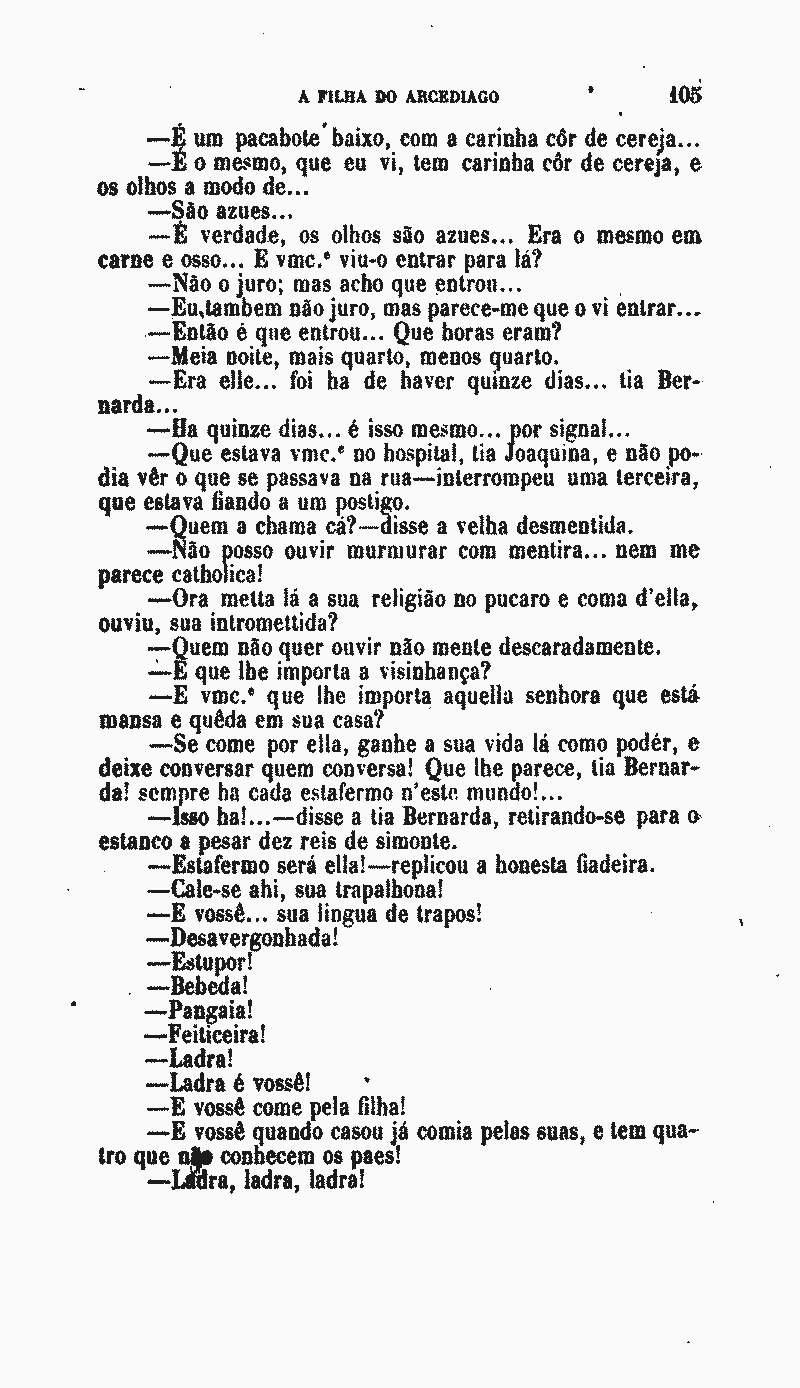 A FILHA DO ARCEDIAGO 105
—É um pacabote baixo, com a carinha côr de cereja...
—É o mesmo, que eu vi, tem carinha côr de cereja, e
os olhos a modo de...
—São azues...
—É verdade, os olhos são azues... Era o mesmo em
carne e osso... E vmc.ᵉ viu-o entrar para lá?
—Não o juro; mas acho que entrou...
—Eu tambem não juro, mas parece-me que o vi entrar...
—Então é que entrou... Que horas eram?
—Meia noite, mais quarto, menos quarto.
—Era elle... foi ha de haver quinze dias... tia Ber-
narda...
—Ha quinze dias... é isso mesmo... por signal...
—Que estava vmc.ᵉ no hospital, tia Joaquina, e não po-
dia vêr o que se passava na rua—interrompeu uma terceira,
que estava fiando a um postigo.
—Quem a chama cá?—disse a velha desmentida.
—Não posso ouvir murmurar com mentira... nem me
parece catholica!
—Ora metta lá a sua religião no pucaro e coma d'ella,
ouviu, sua intromettida?
—Quem não quer ouvir não mente descaradamente.
—E que lhe importa a visinhança?
—E vmc.ᵉ que lhe importa aquella senhora que está
mansa e quêda em sua casa?
—Se come por ella, ganhe a sua vida lá como podér, e
deixe conversar quem conversa! Que lhe parece, tia Bernar-
da! sempre ha cada estafermo n'este mundo!...
—Isso ha!...—disse a tia Bernarda, retirando-se para o
estanco a pesar dez reis de simonte.
—Estafermo será ella!—replicou a honesta fiadeira.
—Cale-se ahi, sua trapalhona!
—E vossê... sua lingua de trapos!
—Desavergonhada!
—Estupor!
—Bebeda!
—Pangaia!
—Feiticeira!
—Ladra!
—Ladra é vossê!
—E vossê come pela filha!
—E vossê quando casou já comia pelas suas, e tem qua-
tro que não conhecem os paes!
—Ladra, ladra, ladra!